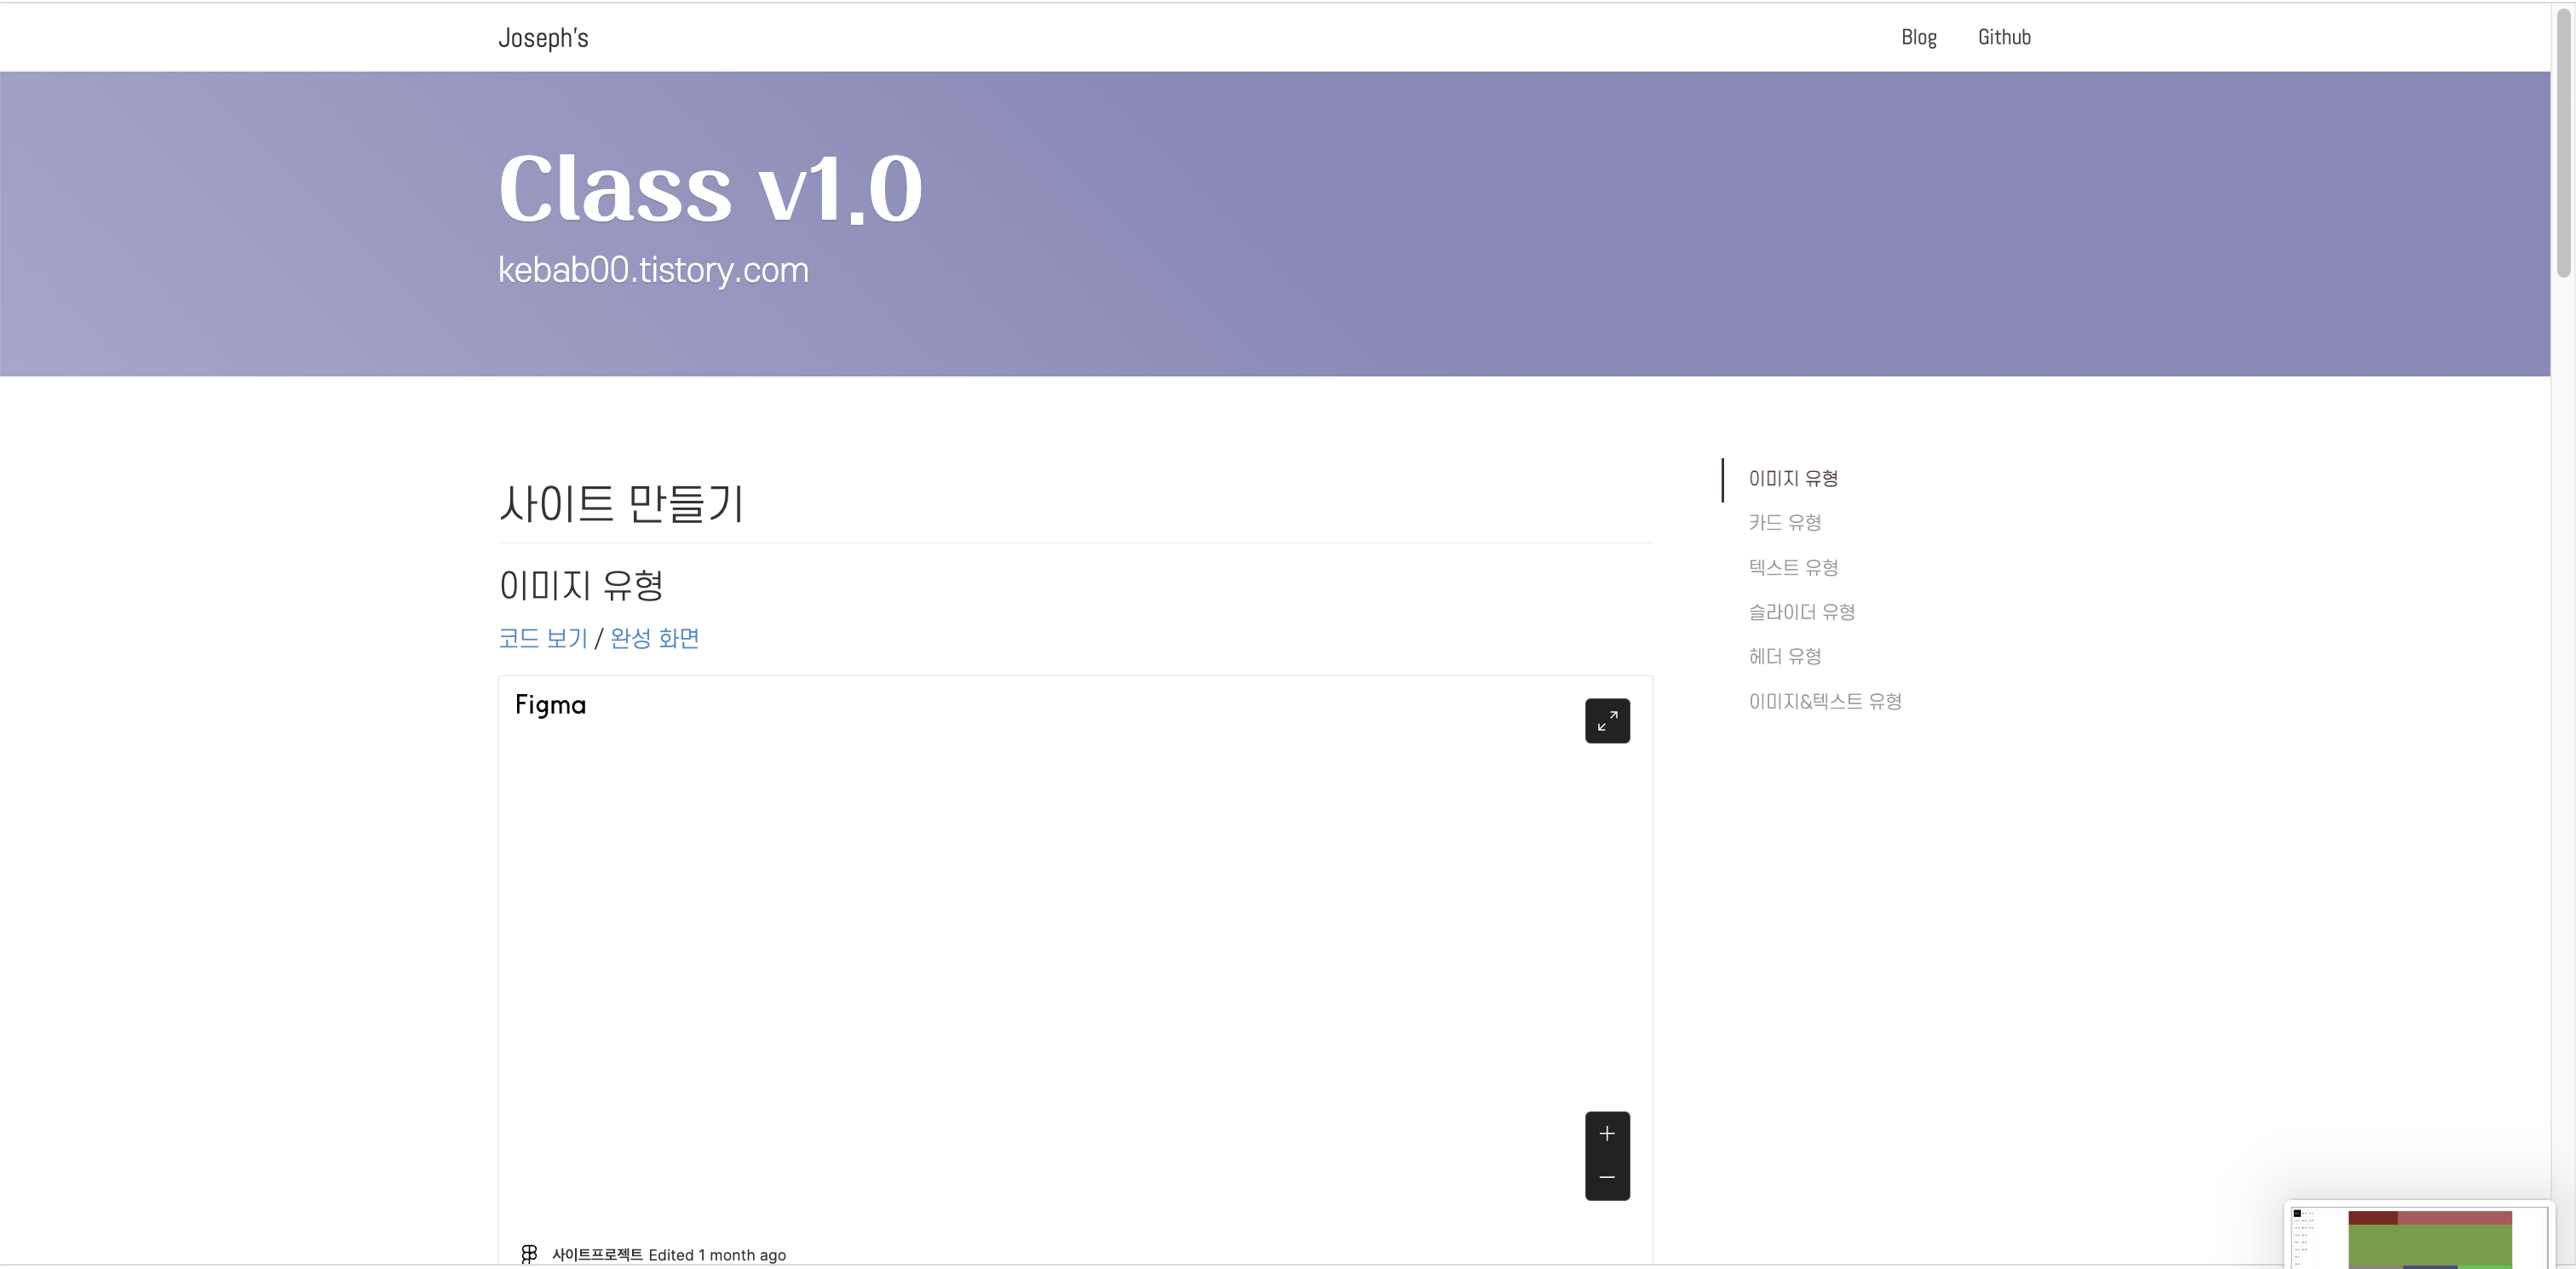 Joseph's
Blog
Github
Class v1.0
kebab00.tistory.com
사이트 만들기
이미지 유형
코드 보기 / 완성 화면
Figma
사이트프로젝트 Edited 1 month ago
이미지 유형
카드 유형
텍스트 유형
슬라이더 유형
헤더 유형
이미지&텍스트 유형